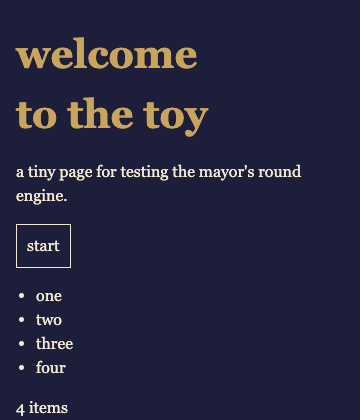 welcome
to the toy
a tiny page for testing the mayor's round
engine.
start
one
two
three
four
4 items